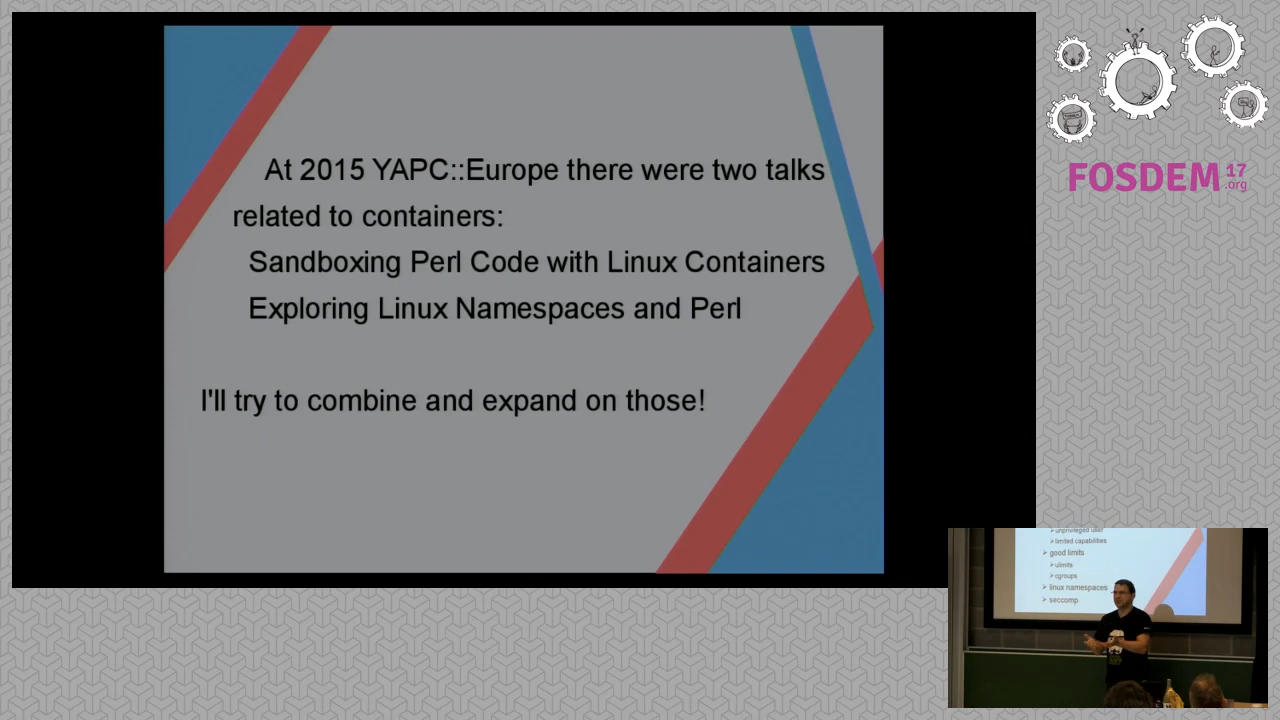 At 2015 YAPC::Europe there were two talks
related to containers:
Sandboxing Perl Code with Linux Containers
Exploring Linux Namespaces and Perl
I'll try to combine and expand on those!
FOSDEM 17
.org
unprivileged user
limited capabilities
good limits
ulimits
cgroups
linux namespaces
seccomp